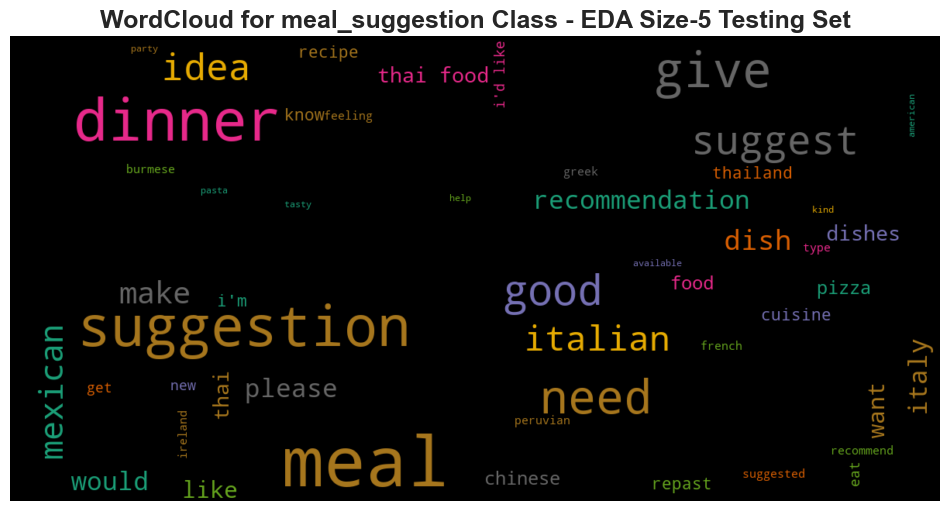 WordCloud for meal_suggestion Class - EDA Size-5 Testing Set
party
recipe
idea
thai food
i'd like
give
dinner
know
feeling
american
suggest
burmese
greek
thailand
pasta
tasty
help
recommendation
kind
dish
type
dishes
available
make
i'm
good
food
pizza
suggestion
cuisine
italian
french
mexican
get
new
thai
please
need
italy
want
ireland
peruvian
meal
would
like
chinese
repast
suggested
recommend
eat